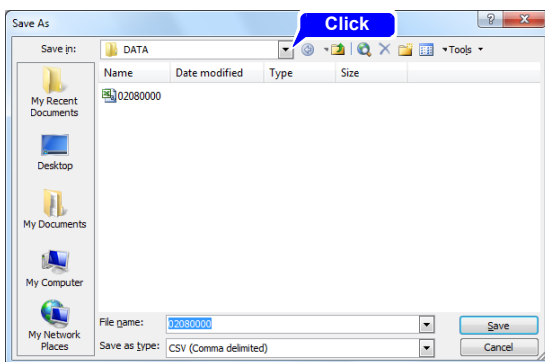 Save As
Click
Save in:
DATA
Tools
Name Date modified Type Size
02080000
My Recent
Documents
Desktop
My Documents
My Computer
My Network
Places
File name:
02080000
Save
Save as type:
CSV (Comma delimited)
Cancel